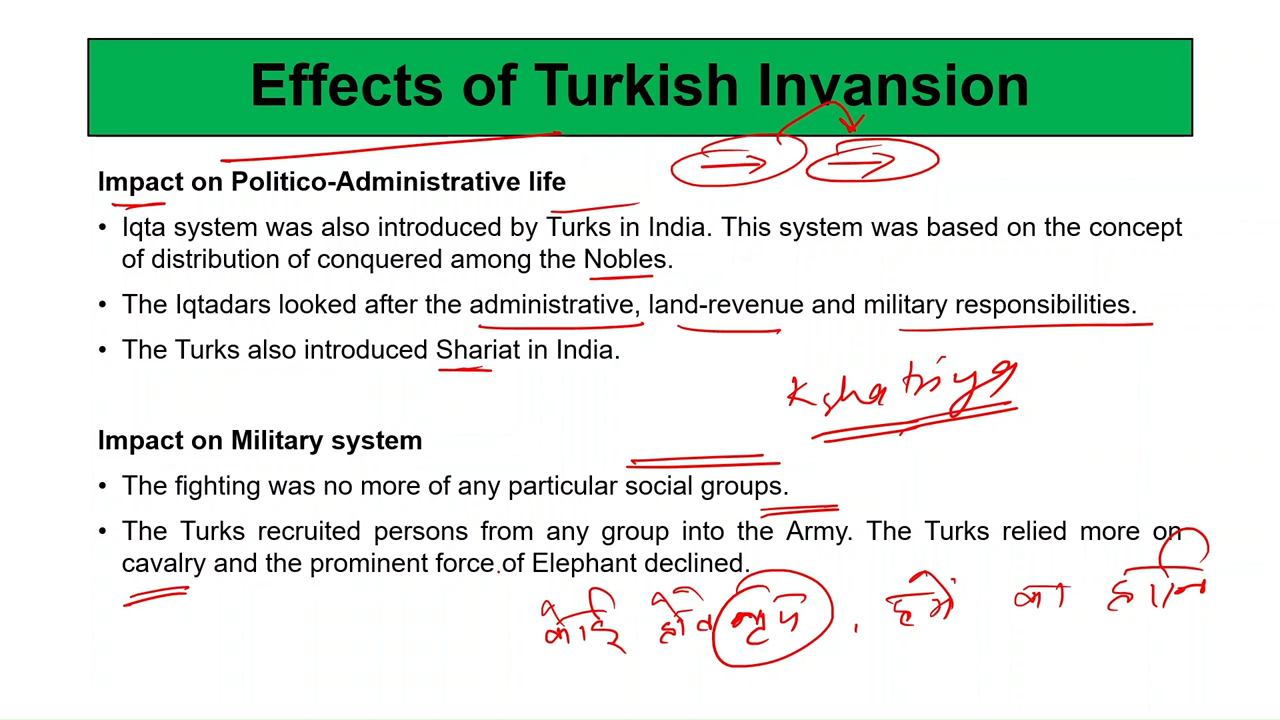 Effects of Turkish Invansion
Impact on Politico-Administrative life
• Iqta system was also introduced by Turks in India. This system was based on the concept
of distribution of conquered among the Nobles.
• The Iqtadars looked after the administrative, land-revenue and military responsibilities.
• The Turks also introduced Shariat in India.
Kshatriya
Impact on Military system
• The fighting was no more of any particular social groups.
• The Turks recruited persons from any group into the Army. The Turks relied more on
cavalry and the prominent force of Elephant declined.
कोई होव नृप , हमें का हानि